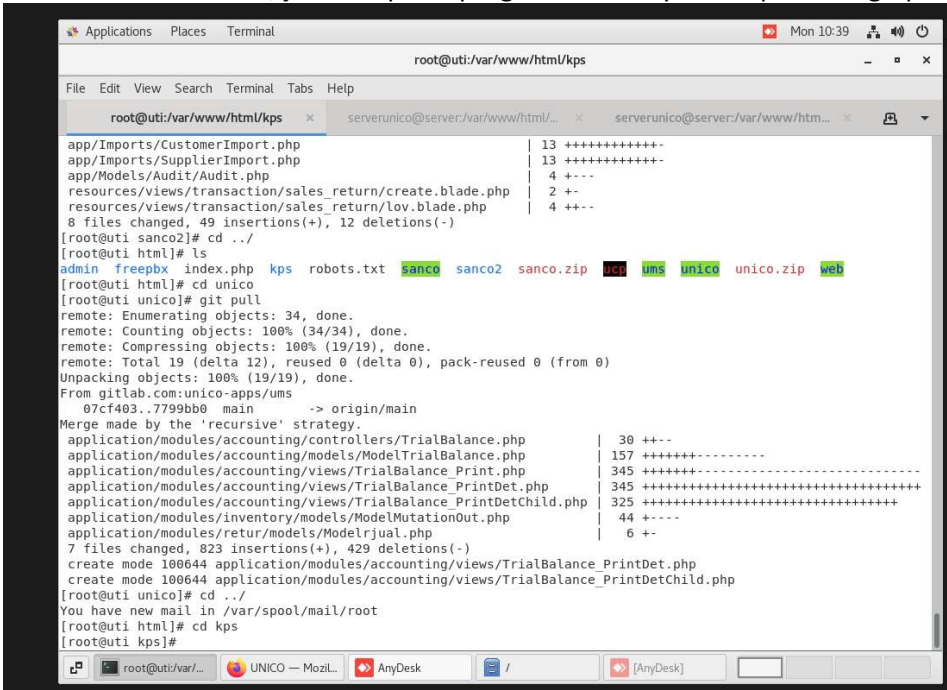 Applications Places Terminal Mon 10:39
root@uti:/var/www/html/kps
File Edit View Search Terminal Tabs Help
root@uti:/var/www/html/kps × serverunico@server:/var/www/html/... × serverunico@server:/var/www/htm... ×
app/Imports/CustomerImport.php | 13 ++++++++++++-
app/Imports/SupplierImport.php | 13 ++++++++++++-
app/Models/Audit/Audit.php | 4 +---
resources/views/transaction/sales_return/create.blade.php | 2 +-
resources/views/transaction/sales_return/lov.blade.php | 4 ++--
8 files changed, 49 insertions(+), 12 deletions(-)
[root@uti sanco2]# cd ../
[root@uti html]# ls
admin freepbx index.php kps robots.txt sanco sanco2 sanco.zip ucp ums unico unico.zip web
[root@uti html]# cd unico
[root@uti unico]# git pull
remote: Enumerating objects: 34, done.
remote: Counting objects: 100% (34/34), done.
remote: Compressing objects: 100% (19/19), done.
remote: Total 19 (delta 12), reused 0 (delta 0), pack-reused 0 (from 0)
Unpacking objects: 100% (19/19), done.
From gitlab.com:unico-apps/ums
07cf403..7799bb0 main -> origin/main
Merge made by the 'recursive' strategy.
application/modules/accounting/controllers/TrialBalance.php | 30 ++--
application/modules/accounting/models/ModelTrialBalance.php | 157 +++++++---------
application/modules/accounting/views/TrialBalance_Print.php | 345 +++++++------------------------------
application/modules/accounting/views/TrialBalance_PrintDet.php | 345 +++++++++++++++++++++++++++++++++++
application/modules/accounting/views/TrialBalance_PrintDetChild.php | 325 ++++++++++++++++++++++++++++++++
application/modules/inventory/models/ModelMutationOut.php | 44 +----
application/modules/retur/models/Modelrjual.php | 6 +-
7 files changed, 823 insertions(+), 429 deletions(-)
create mode 100644 application/modules/accounting/views/TrialBalance_PrintDet.php
create mode 100644 application/modules/accounting/views/TrialBalance_PrintDetChild.php
[root@uti unico]# cd ../
You have new mail in /var/spool/mail/root
[root@uti html]# cd kps
[root@uti kps]#
root@uti:/var/... UNICO — Mozil... AnyDesk / [AnyDesk]